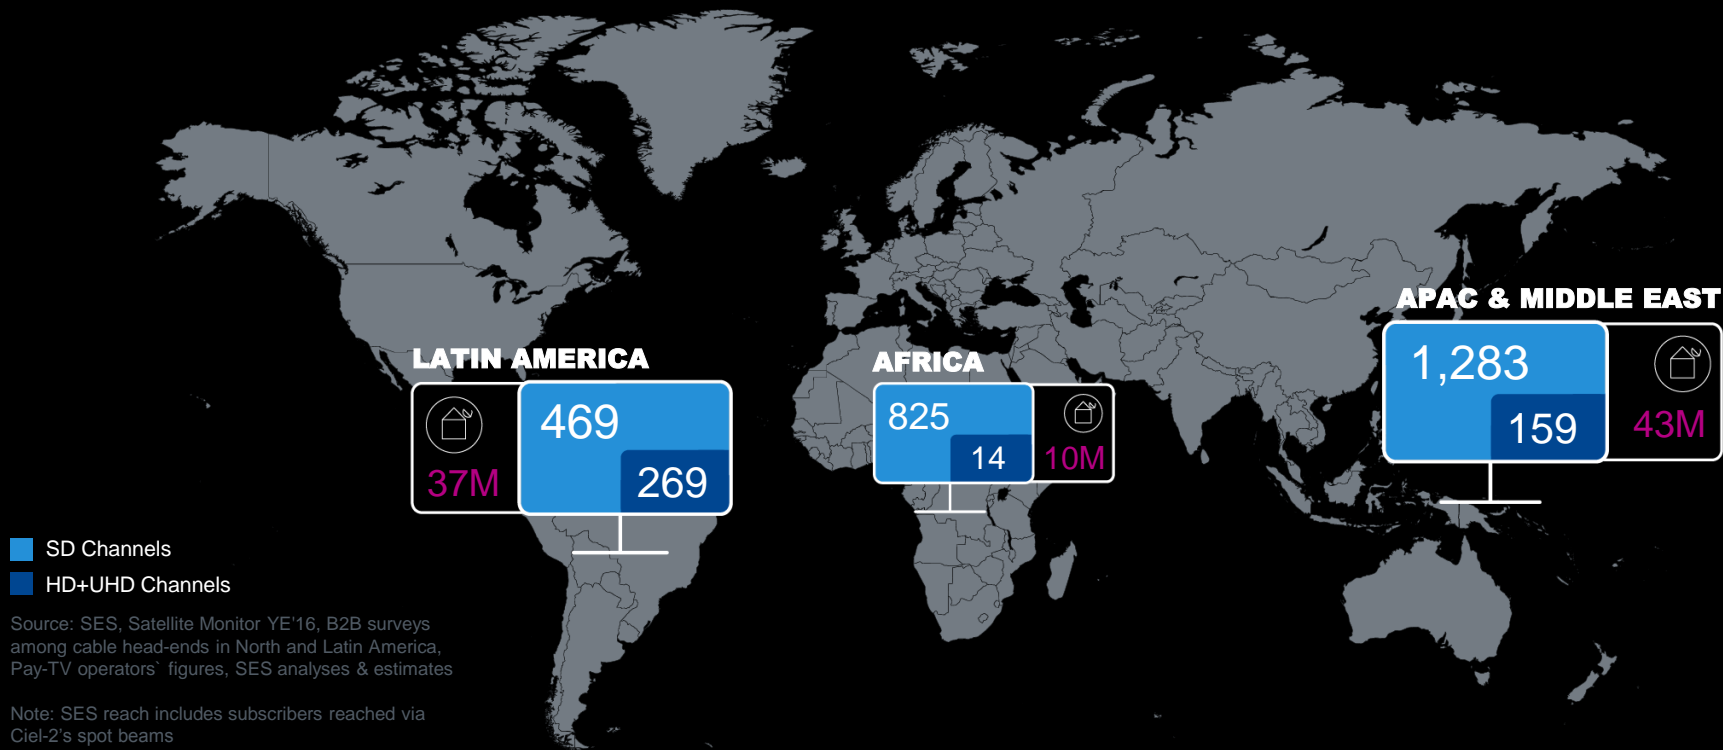 APAC & MIDDLE EAST
1,283
159
43M
LATIN AMERICA
37M
469
269
AFRICA
825
14
10M
SD Channels
HD+UHD Channels
Source: SES, Satellite Monitor YE'16, B2B surveys
among cable head-ends in North and Latin America,
Pay-TV operators` figures, SES analyses & estimates
Note: SES reach includes subscribers reached via
Ciel-2’s spot beams